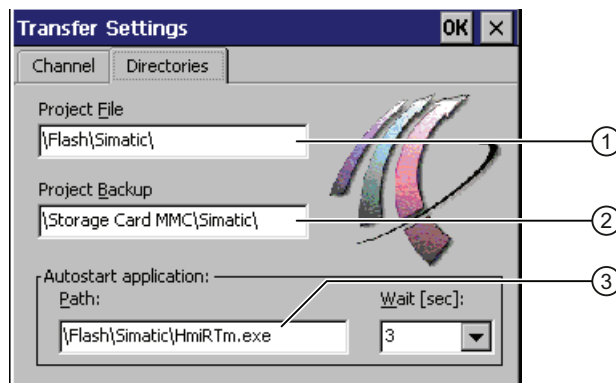 Transfer Settings OK ×
Channel Directories
Project File
\Flash\Simatic\
1
Project Backup
\Storage Card MMC\Simatic\
2
Autostart application:
3
Path: Wait [sec]:
\Flash\Simatic\HmiRTm.exe 3